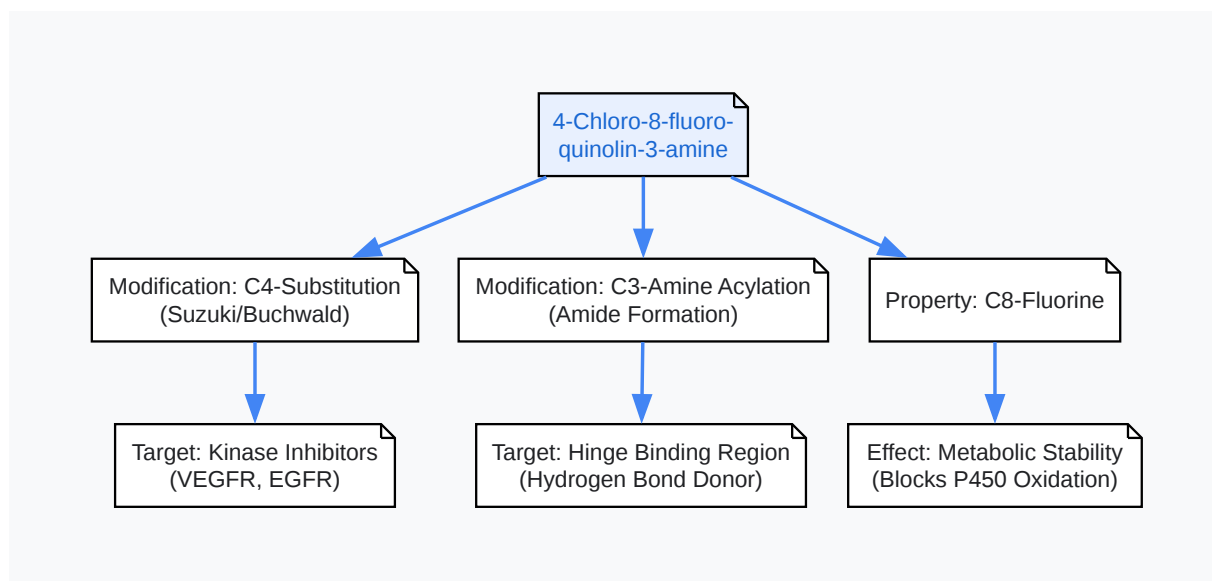 4-Chloro-8-fluoro-
quinolin-3-amine
Modification: C4-Substitution
(Suzuki/Buchwald)
Modification: C3-Amine Acylation
(Amide Formation)
Property: C8-Fluorine
Target: Kinase Inhibitors
(VEGFR, EGFR)
Target: Hinge Binding Region
(Hydrogen Bond Donor)
Effect: Metabolic Stability
(Blocks P450 Oxidation)